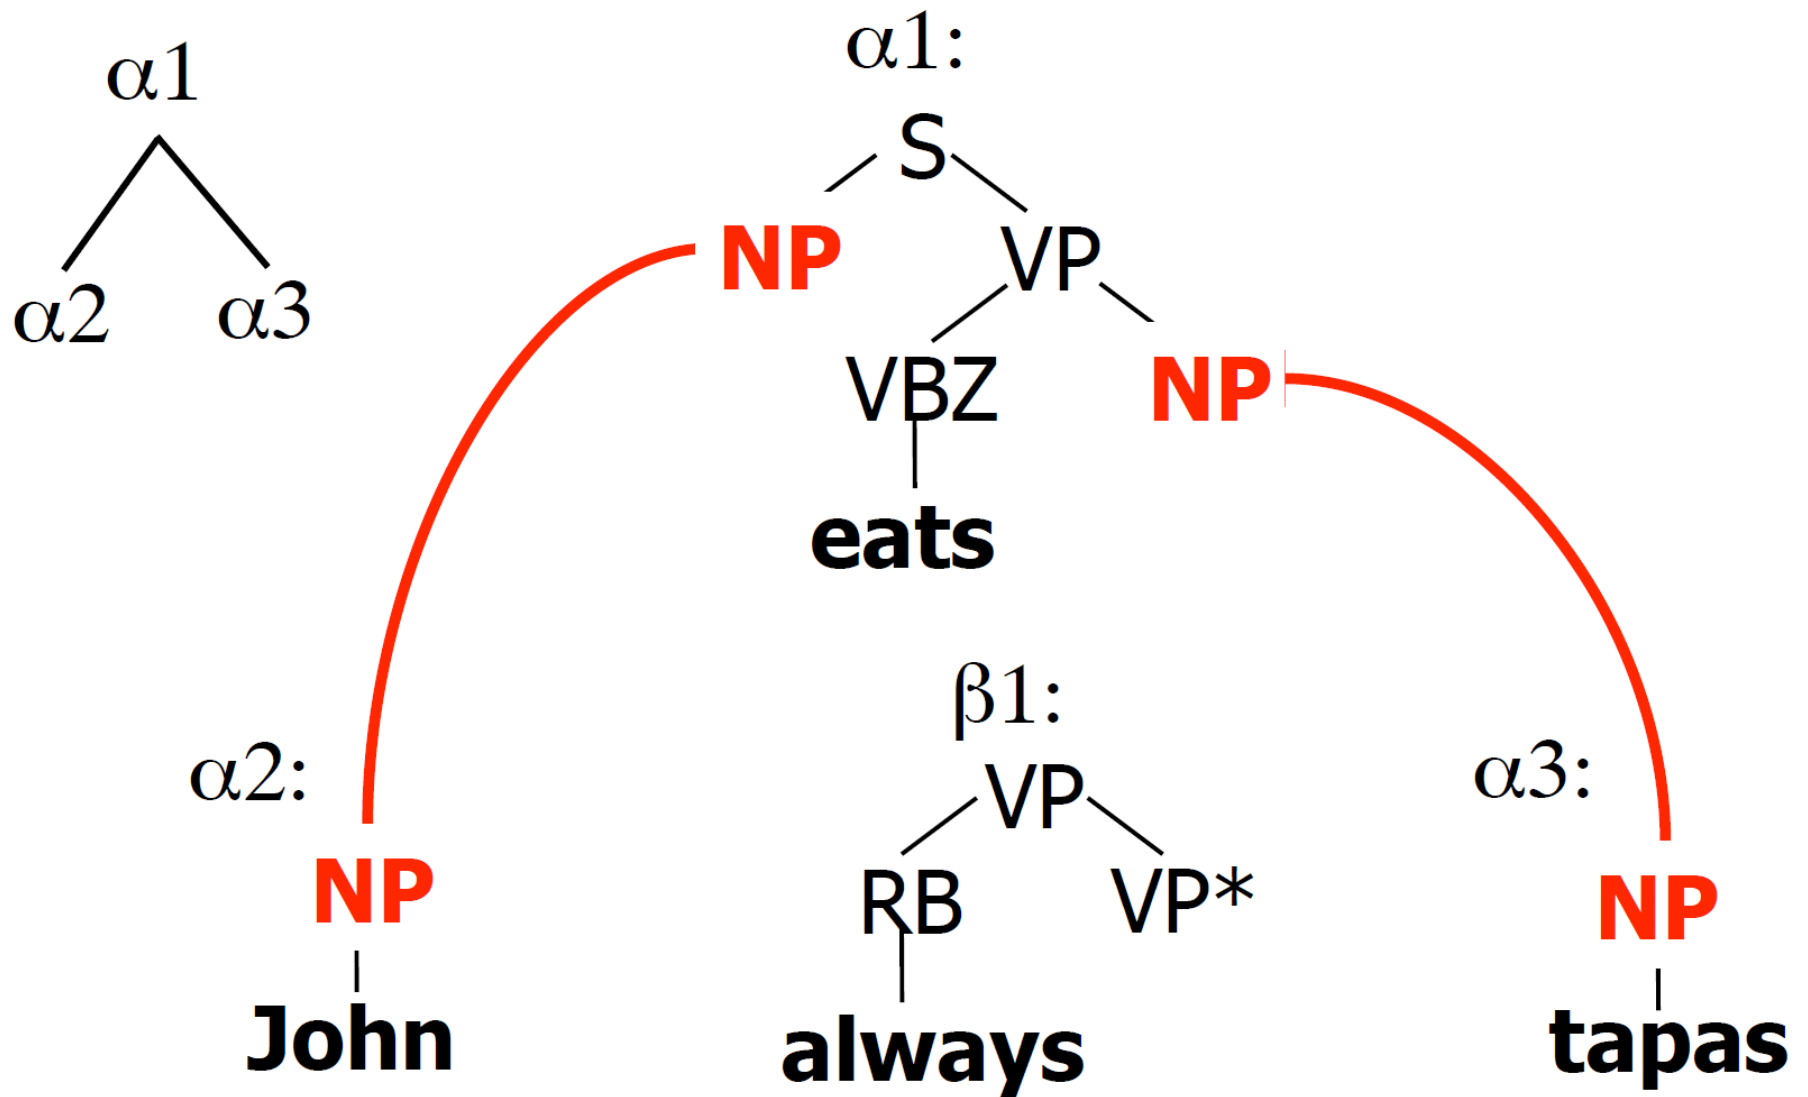 α1
α2 α3
α1:
S
NP VP
VBZ NP
eats
α2:
NP
John
β1:
VP
RB VP*
always
α3:
NP
tapas